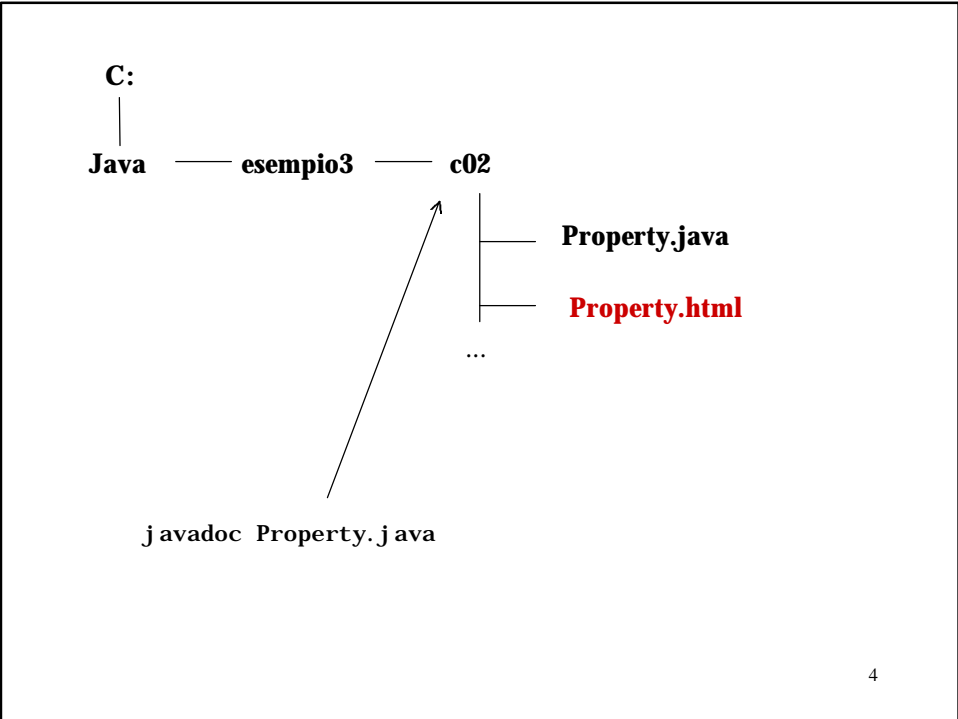 C:
Java esempio3 c02
Property.java
Property.html
...
javadoc Property.java
4